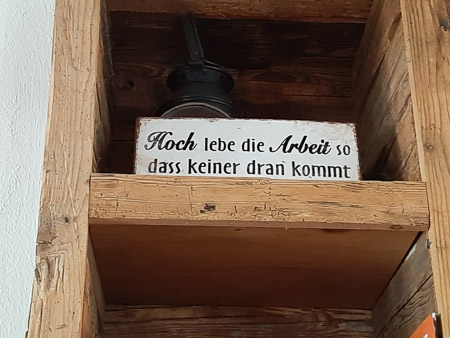 Hoch lebe die Arbeit so
dass keiner dran kommt